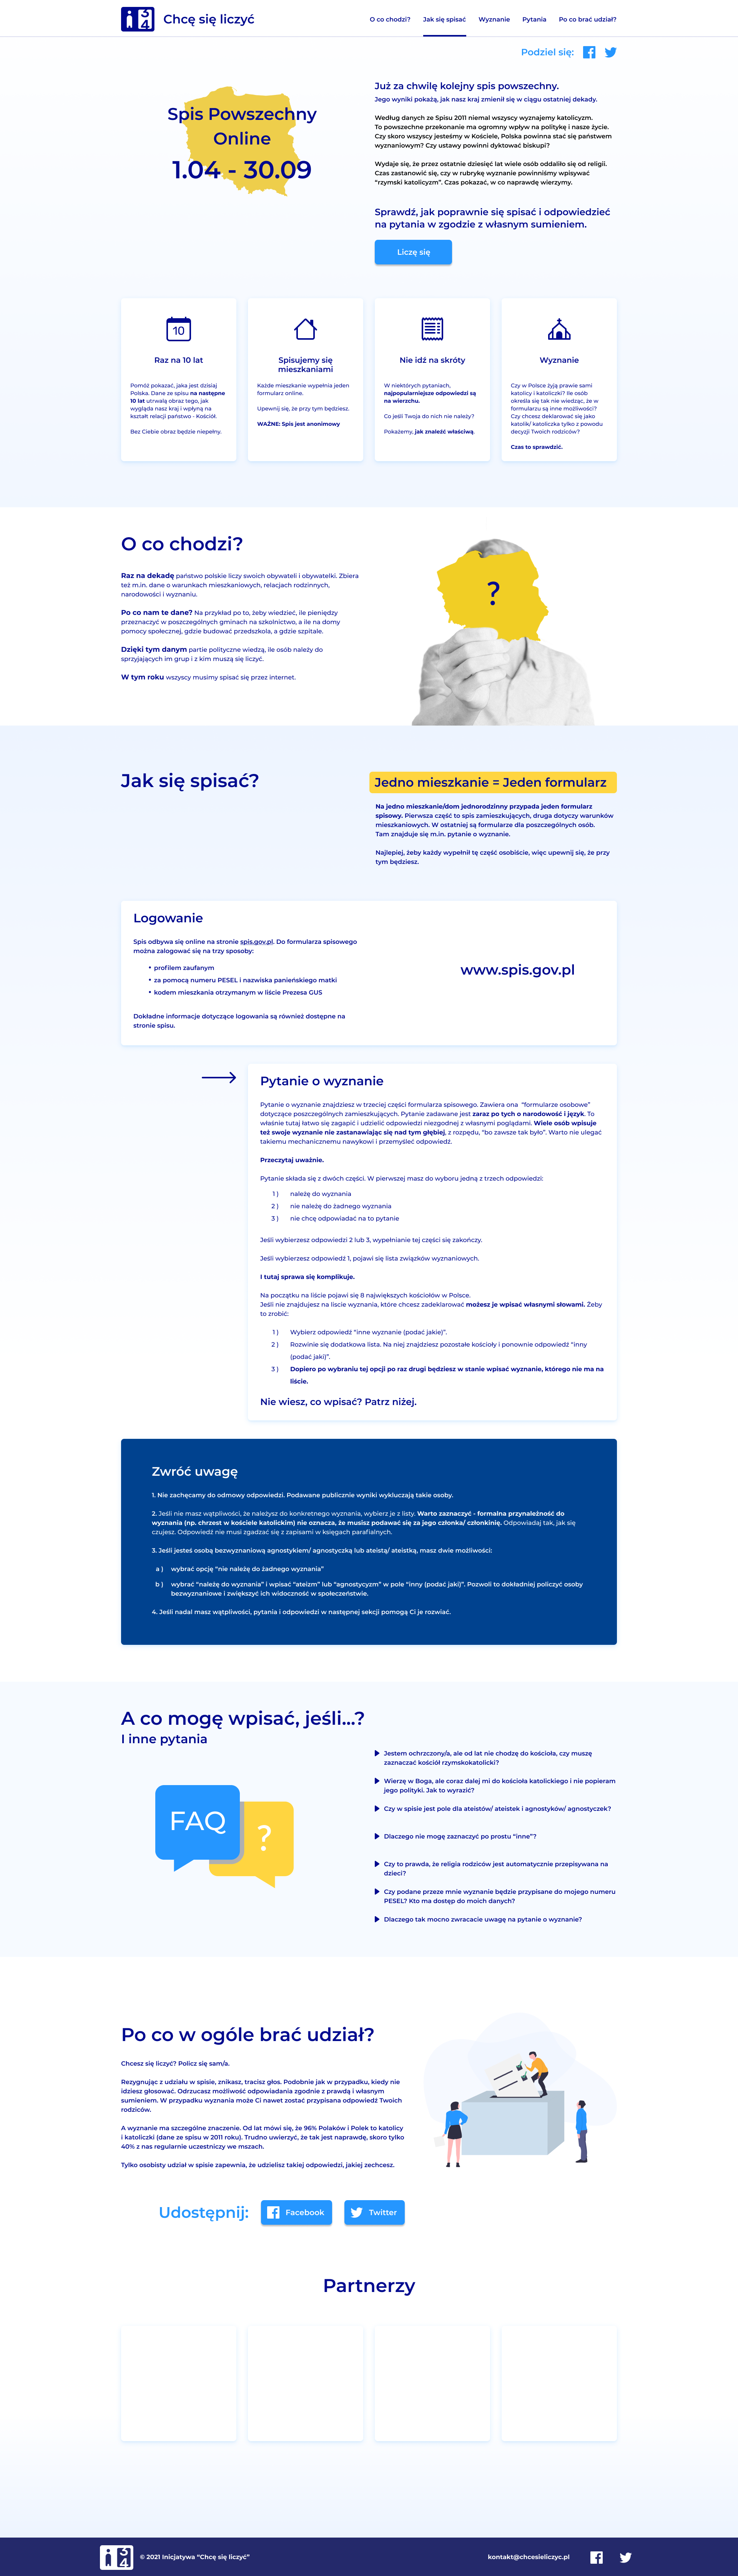 Chcę się liczyć
O co chodzi?
Jak się spisać
Wyznanie
Pytania
Po co brać udział?
Podziel się:
Spis Powszechny
Online
1.04 - 30.09
Już za chwilę kolejny spis powszechny.
Jego wyniki pokażą, jak nasz kraj zmienił się w ciągu ostatniej dekady.
Według danych ze Spisu 2011 niemal wszyscy wyznajemy katolicyzm.
To powszechne przekonanie ma ogromny wpływ na politykę i nasze życie.
Czy skoro wszyscy jesteśmy w Kościele, Polska powinna stać się państwem
wyznaniowym? Czy ustawy powinni dyktować biskupi?
Wydaje się, że przez ostatnie dziesięć lat wiele osób oddaliło się od religii.
Czas zastanowić się, czy w rubrykę wyznanie powinniśmy wpisywać
“rzymski katolicyzm”. Czas pokazać, w co naprawdę wierzymy.
Sprawdź, jak poprawnie się spisać i odpowiedzieć
na pytania w zgodzie z własnym sumieniem.
Liczę się
10
Raz na 10 lat
Pomóż pokazać, jaka jest dzisiaj
Polska. Dane ze spisu na następne
10 lat utrwalą obraz tego, jak
wygląda nasz kraj i wpłyną na
kształt relacji państwo - Kościół.
Bez Ciebie obraz będzie niepełny.
Spisujemy się
mieszkaniami
Każde mieszkanie wypełnia jeden
formularz online.
Upewnij się, że przy tym będziesz.
WAŻNE: Spis jest anonimowy
Nie idź na skróty
W niektórych pytaniach,
najpopularniejsze odpowiedzi są
na wierzchu.
Co jeśli Twoja do nich nie należy?
Pokażemy, jak znaleźć właściwą.
Wyznanie
Czy w Polsce żyją prawie sami
katolicy i katoliczki? Ile osób
określa się tak nie wiedząc, że w
formularzu są inne możliwości?
Czy chcesz deklarować się jako
katolik/ katoliczka tylko z powodu
decyzji Twoich rodziców?
Czas to sprawdzić.
O co chodzi?
Raz na dekadę państwo polskie liczy swoich obywateli i obywatelki. Zbiera
też m.in. dane o warunkach mieszkaniowych, relacjach rodzinnych,
narodowości i wyznaniu.
Po co nam te dane? Na przykład po to, żeby wiedzieć, ile pieniędzy
przeznaczyć w poszczególnych gminach na szkolnictwo, a ile na domy
pomocy społecznej, gdzie budować przedszkola, a gdzie szpitale.
Dzięki tym danym partie polityczne wiedzą, ile osób należy do
sprzyjających im grup i z kim muszą się liczyć.
W tym roku wszyscy musimy spisać się przez internet.
?
Jak się spisać?
Jedno mieszkanie = Jeden formularz
Na jedno mieszkanie/dom jednorodzinny przypada jeden formularz
spisowy. Pierwsza część to spis zamieszkujących, druga dotyczy warunków
mieszkaniowych. W ostatniej są formularze dla poszczególnych osób.
Tam znajduje się m.in. pytanie o wyznanie.
Najlepiej, żeby każdy wypełnił tę część osobiście, więc upewnij się, że przy
tym będziesz.
Logowanie
Spis odbywa się online na stronie spis.gov.pl. Do formularza spisowego
można zalogować się na trzy sposoby:
• profilem zaufanym
• za pomocą numeru PESEL i nazwiska panieńskiego matki
• kodem mieszkania otrzymanym w liście Prezesa GUS
Dokładne informacje dotyczące logowania są również dostępne na
stronie spisu.
www.spis.gov.pl
Pytanie o wyznanie
Pytanie o wyznanie znajdziesz w trzeciej części formularza spisowego. Zawiera ona “formularze osobowe”
dotyczące poszczególnych zamieszkujących. Pytanie zadawane jest zaraz po tych o narodowość i język. To
właśnie tutaj łatwo się zagapić i udzielić odpowiedzi niezgodnej z własnymi poglądami. Wiele osób wpisuje
też swoje wyznanie nie zastanawiając się nad tym głębiej, z rozpędu, “bo zawsze tak było”. Warto nie ulegać
takiemu mechanicznemu nawykowi i przemyśleć odpowiedź.
Przeczytaj uważnie.
Pytanie składa się z dwóch części. W pierwszej masz do wyboru jedną z trzech odpowiedzi:
1 ) należę do wyznania
2 ) nie należę do żadnego wyznania
3 ) nie chcę odpowiadać na to pytanie
Jeśli wybierzesz odpowiedzi 2 lub 3, wypełnianie tej części się zakończy.
Jeśli wybierzesz odpowiedź 1, pojawi się lista związków wyznaniowych,
I tutaj sprawa się komplikuje.
Na początku na liście pojawi się 8 największych kościołów w Polsce.
Jeśli nie znajdujesz na liscie wyznania, które chcesz zadeklarować możesz je wpisać własnymi słowami. Żeby
to zrobić:
1 ) Wybierz odpowiedź “inne wyznanie (podać jakie)”.
2 ) Rozwinie się dodatkowa lista. Na niej znajdziesz pozostałe kościoły i ponownie odpowiedź “inny
(podać jaki)”.
3 ) Dopiero po wybraniu tej opcji po raz drugi będziesz w stanie wpisać wyznanie, którego nie ma na
liście.
Nie wiesz, co wpisać? Patrz niżej.
Zwróć uwagę
1. Nie zachęcamy do odmowy odpowiedzi. Podawane publicznie wyniki wykluczają takie osoby.
2. Jeśli nie masz wątpliwości, że należysz do konkretnego wyznania, wybierz je z listy. Warto zaznaczyć - formalna przynależność do
wyznania (np. chrzest w kościele katolickim) nie oznacza, że musisz podawać się za jego członka/ członkinię. Odpowiadaj tak, jak się
czujesz. Odpowiedź nie musi zgadzać się z zapisami w księgach parafialnych.
3. Jeśli jesteś osobą bezwyznaniową agnostykiem/ agnostyczką lub ateistą/ ateistką, masz dwie możliwości:
a ) wybrać opcję “nie należę do żadnego wyznania”
b ) wybrać “należę do wyznania” i wpisać “ateizm” lub “agnostycyzm” w pole “inny (podać jaki)”. Pozwoli to dokładniej policzyć osoby
bezwyznaniowe i zwiększyć ich widoczność w społeczeństwie.
4. Jeśli nadal masz wątpliwości, pytania i odpowiedzi w następnej sekcji pomogą Ci je rozwiać.
A co mogę wpisać, jeśli...?
I inne pytania
FAQ
?
Jestem ochrzczony/a, ale od lat nie chodzę do kościoła, czy muszę
zaznaczać kościół rzymskokatolicki?
Wierzę w Boga, ale coraz dalej mi do kościoła katolickiego i nie popieram
jego polityki. Jak to wyrazić?
Czy w spisie jest pole dla ateistów/ ateistek i agnostyków/ agnostyczek?
Dlaczego nie mogę zaznaczyć po prostu “inne”?
Czy to prawda, że religia rodziców jest automatycznie przepisywana na
dzieci?
Czy podane przeze mnie wyznanie będzie przypisane do mojego numeru
PESEL? Kto ma dostęp do moich danych?
Dlaczego tak mocno zwracacie uwagę na pytanie o wyznanie?
Po co w ogóle brać udział?
Chcesz się liczyć? Policz się sam/a.
Rezygnując z udziału w spisie, znikasz, tracisz głos. Podobnie jak w przypadku, kiedy nie
idziesz głosować. Odrzucasz możliwość odpowiadania zgodnie z prawdą i własnym
sumieniem. W przypadku wyznania może Ci nawet zostać przypisana odpowiedź Twoich
rodziców.
A wyznanie ma szczególne znaczenie. Od lat mówi się, że 96% Polaków i Polek to katolicy
i katoliczki (dane ze spisu w 2011 roku). Trudno uwierzyć, że tak jest naprawdę, skoro tylko
40% z nas regularnie uczestniczy we mszach.
Tylko osobisty udział w spisie zapewnia, że udzielisz takiej odpowiedzi, jakiej zechcesz.
Udostępnij:
Facebook
Twitter
Partnerzy
© 2021 Inicjatywa “Chcę się liczyć”
kontakt@chcesieliczyc.pl